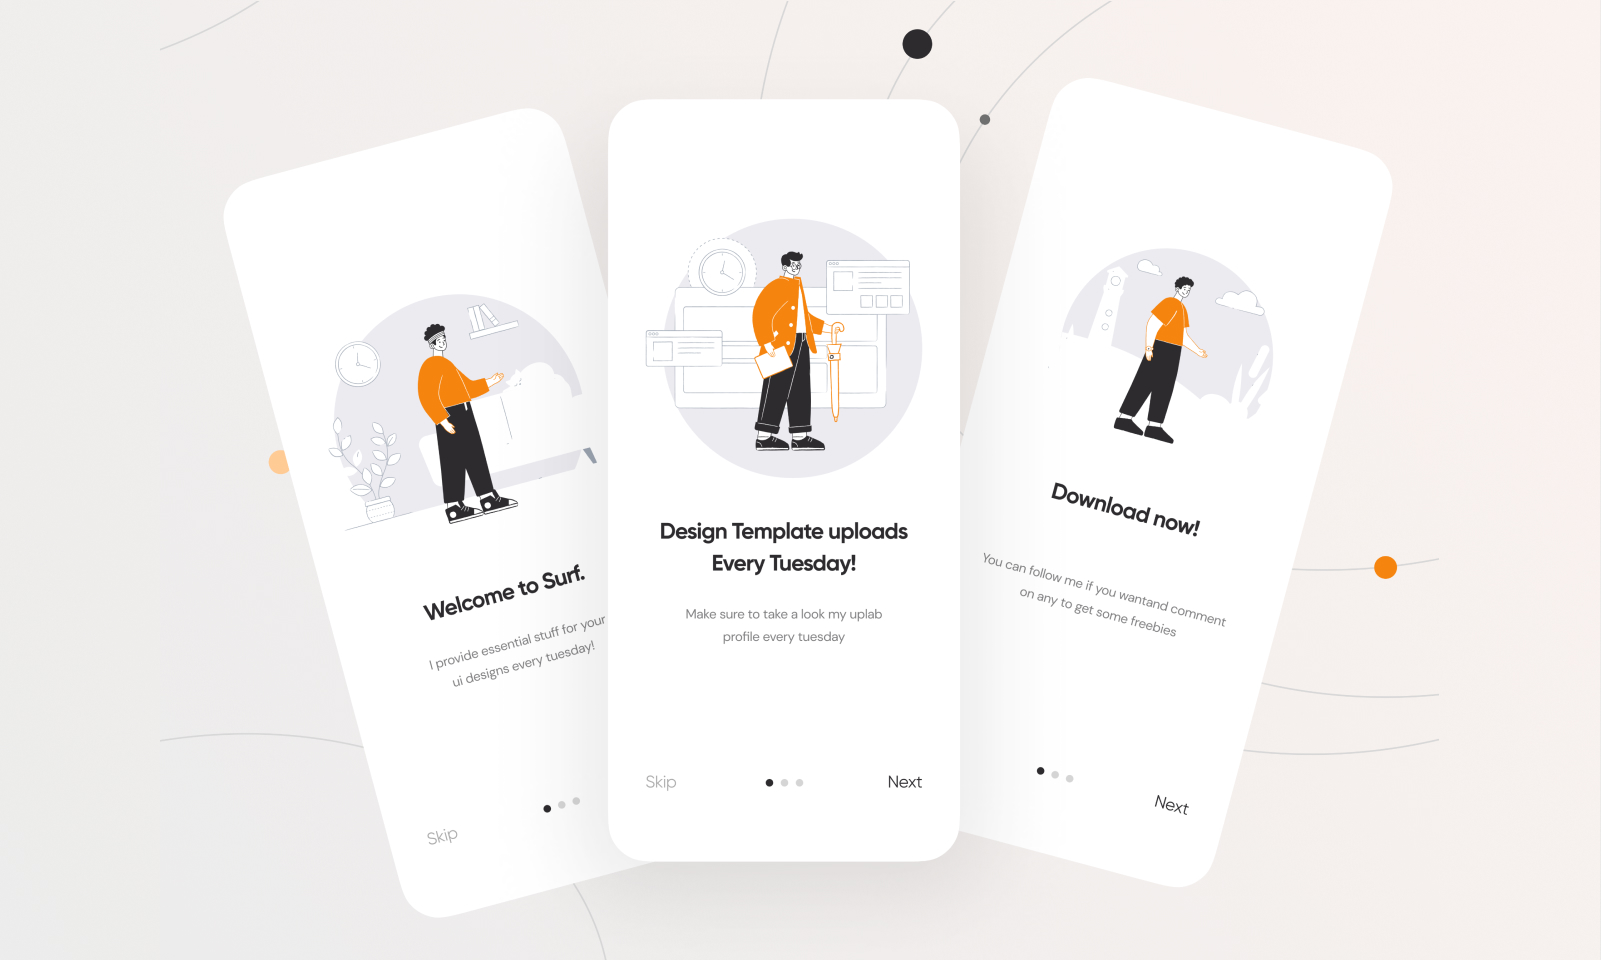 Welcome to Surf.
I provide essential stuff for your
ui designs every tuesday!
Skip
Design Template uploads
Every Tuesday!
Make sure to take a look my uplab
profile every tuesday
Skip
Next
Download now!
You can follow me if you wantand comment
on any to get some freebies
Next